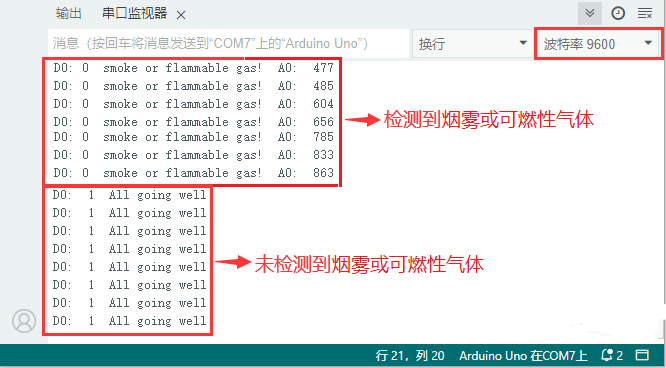 输出 串口监视器 ×
消息（按回车将消息发送到“COM7”上的“Arduino Uno”） 换行 波特率 9600
D0: 0 smoke or flammable gas! A0: 477
D0: 0 smoke or flammable gas! A0: 485
D0: 0 smoke or flammable gas! A0: 604
D0: 0 smoke or flammable gas! A0: 656
D0: 0 smoke or flammable gas! A0: 785
D0: 0 smoke or flammable gas! A0: 833
D0: 0 smoke or flammable gas! A0: 863
检测到烟雾或可燃性气体
D0: 1 All going well
D0: 1 All going well
D0: 1 All going well
D0: 1 All going well
D0: 1 All going well
D0: 1 All going well
D0: 1 All going well
D0: 1 All going well
未检测到烟雾或可燃性气体
行 21，列 20 Arduino Uno 在COM7上 2